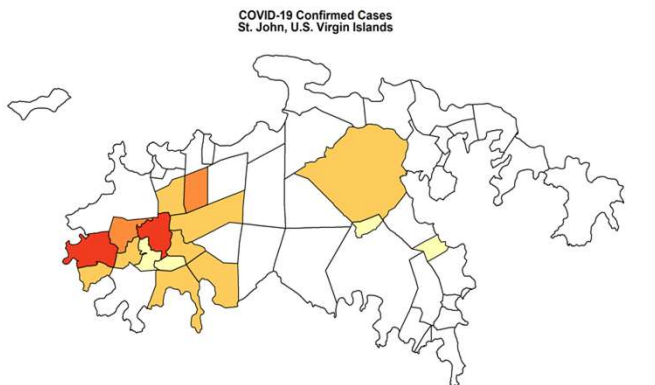 COVID-19 Confirmed Cases
St. John, U.S. Virgin Islands